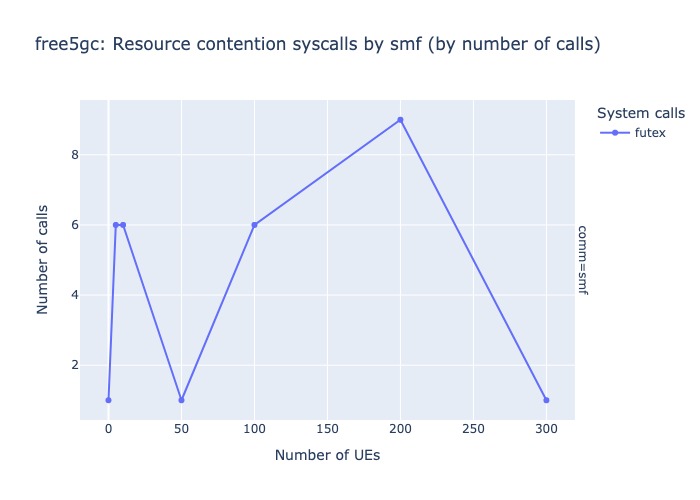 free5gc: Resource contention syscalls by smf (by number of calls)
System calls
futex
8
6
4
2
Number of calls
comm=smf
0 50 100 150 200 250 300
Number of UEs